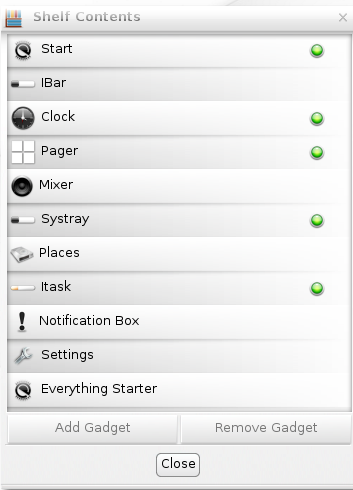 Shelf Contents
Start
IBar
Clock
Pager
Mixer
Systray
Places
Itask
Notification Box
Settings
Everything Starter
Add Gadget Remove Gadget
Close